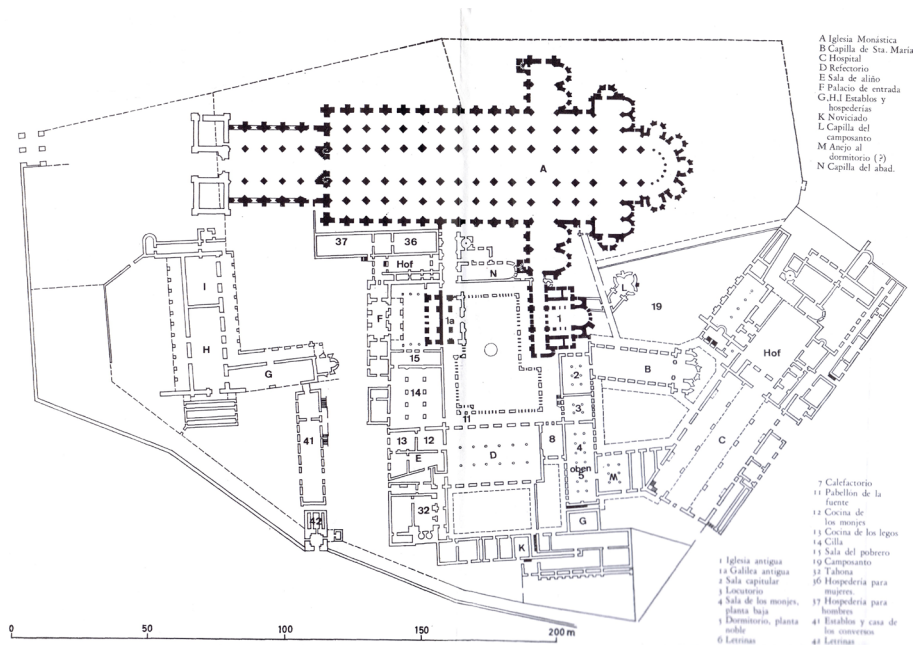 A Iglesia Monástica
B Capilla de Sta. Maria
C Hospital
D Refectorio
E Sala de aliño
F Palacio de entrada
G,H,I Establos y
hospederías
K Noviciado
L Capilla del
camposanto
M Anejo al
dormitorio (?)
N Capilla del abad.
A
37
36
Hof
N
L
19
I
F
1a
1
H
15
Hof
G
2
B
14
3
11
41
13
12
8
4
C
E
D
oben
5
M
32
42
G
K
7 Calefactorio
11 Pabellón de la
fuente
12 Cocina de
los monjes
13 Cocina de los legos
14 Cilla
15 Sala del pobrero
19 Camposanto
32 Tahona
36 Hospedería para
mujeres.
37 Hospedería para
hombres
41 Establos y casa de
los conversos
42 Letrinas
1 Iglesia antigua
1a Galilea antigua
2 Sala capitular
3 Locutorio
4 Sala de los monjes,
planta baja
5 Dormitorio, planta
noble
6 Letrinas
0 50 100 150 200 m